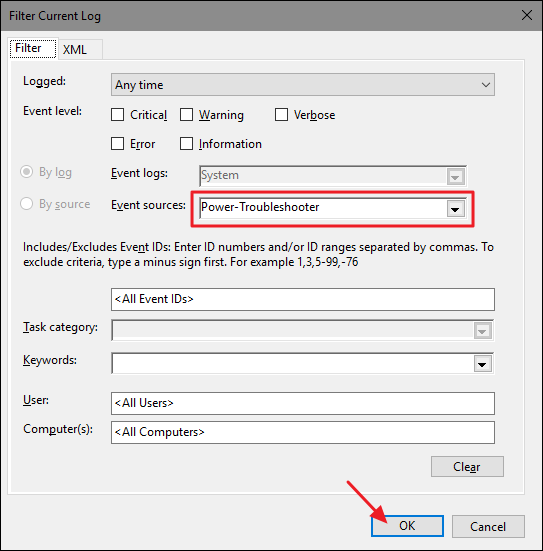 Filter Current Log
Filter XML
Logged: Any time
Event level: Critical Warning Verbose
Error Information
By log Event logs: System
By source Event sources: Power-Troubleshooter
Includes/Excludes Event IDs: Enter ID numbers and/or ID ranges separated by commas. To
exclude criteria, type a minus sign first. For example 1,3,5-99,-76
<All Event IDs>
Task category:
Keywords:
User: <All Users>
Computer(s): <All Computers>
Clear
OK Cancel